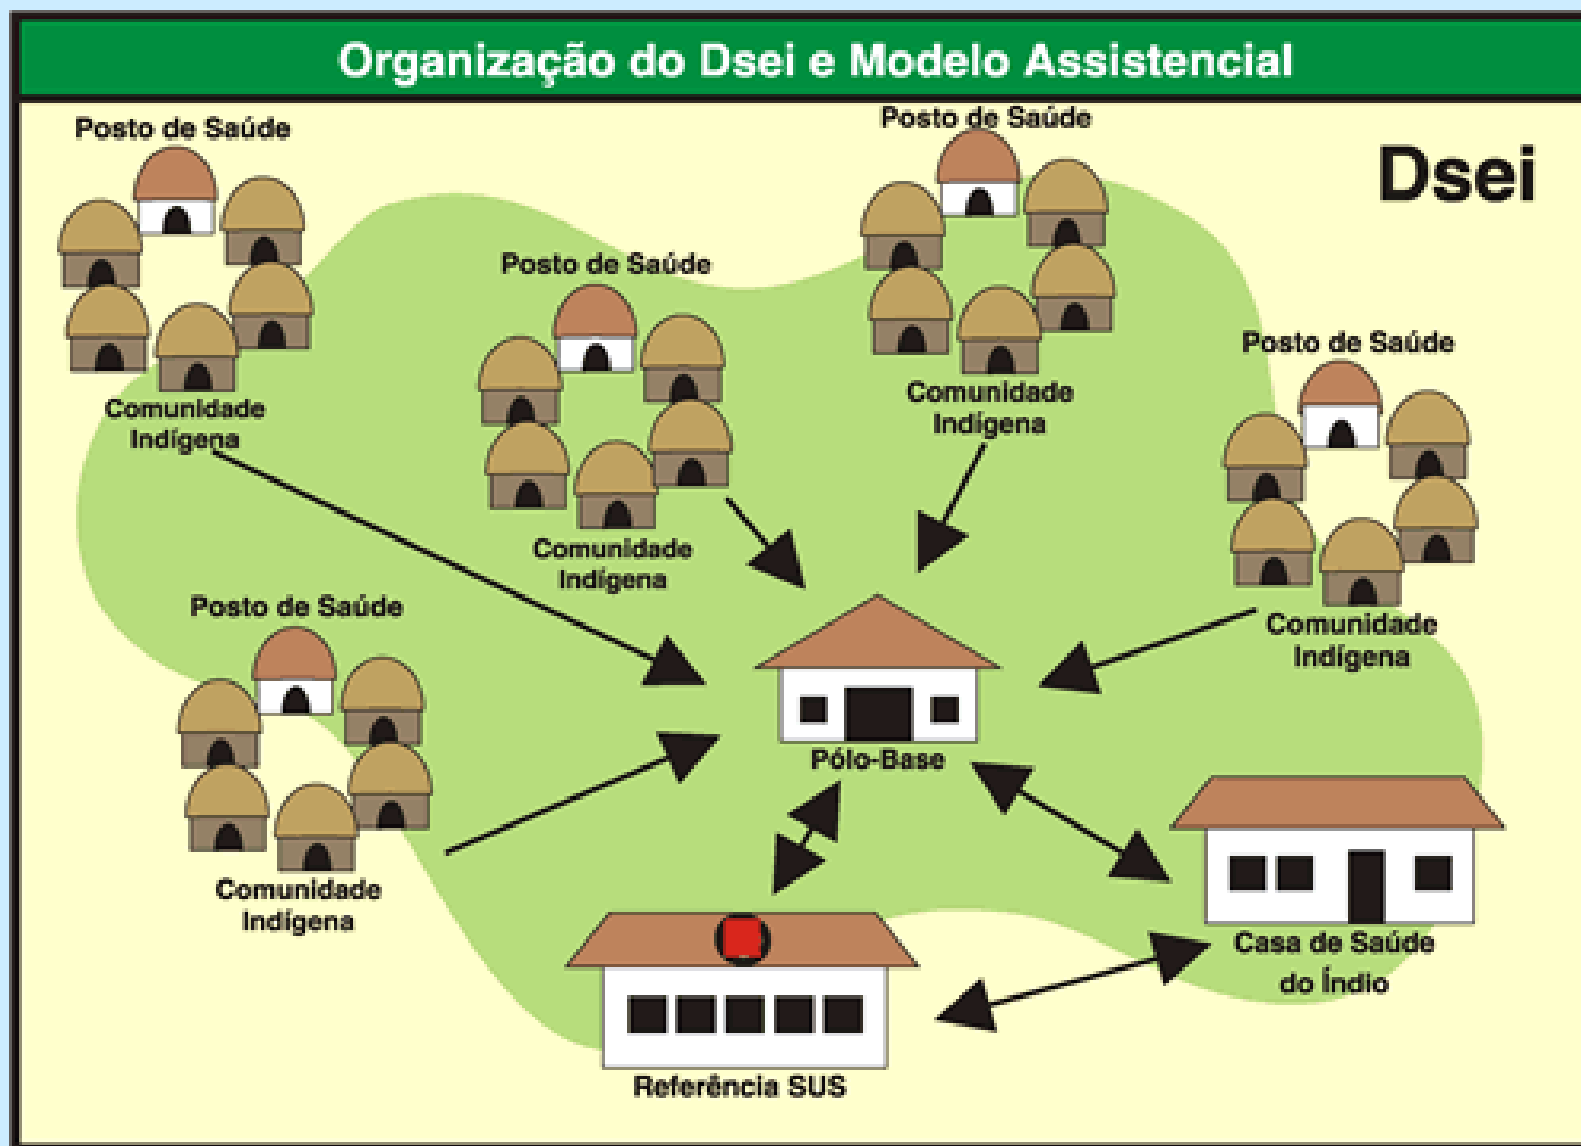 Organização do Dsei e Modelo Assistencial
Posto de Saúde
Posto de Saúde
Dsei
Posto de Saúde
Posto de Saúde
Comunidade
Indígena
Comunidade
Indígena
Comunidade
Indígena
Posto de Saúde
Comunidade
Indígena
Pólo-Base
Comunidade
Indígena
Casa de Saúde
do Índio
Referência SUS